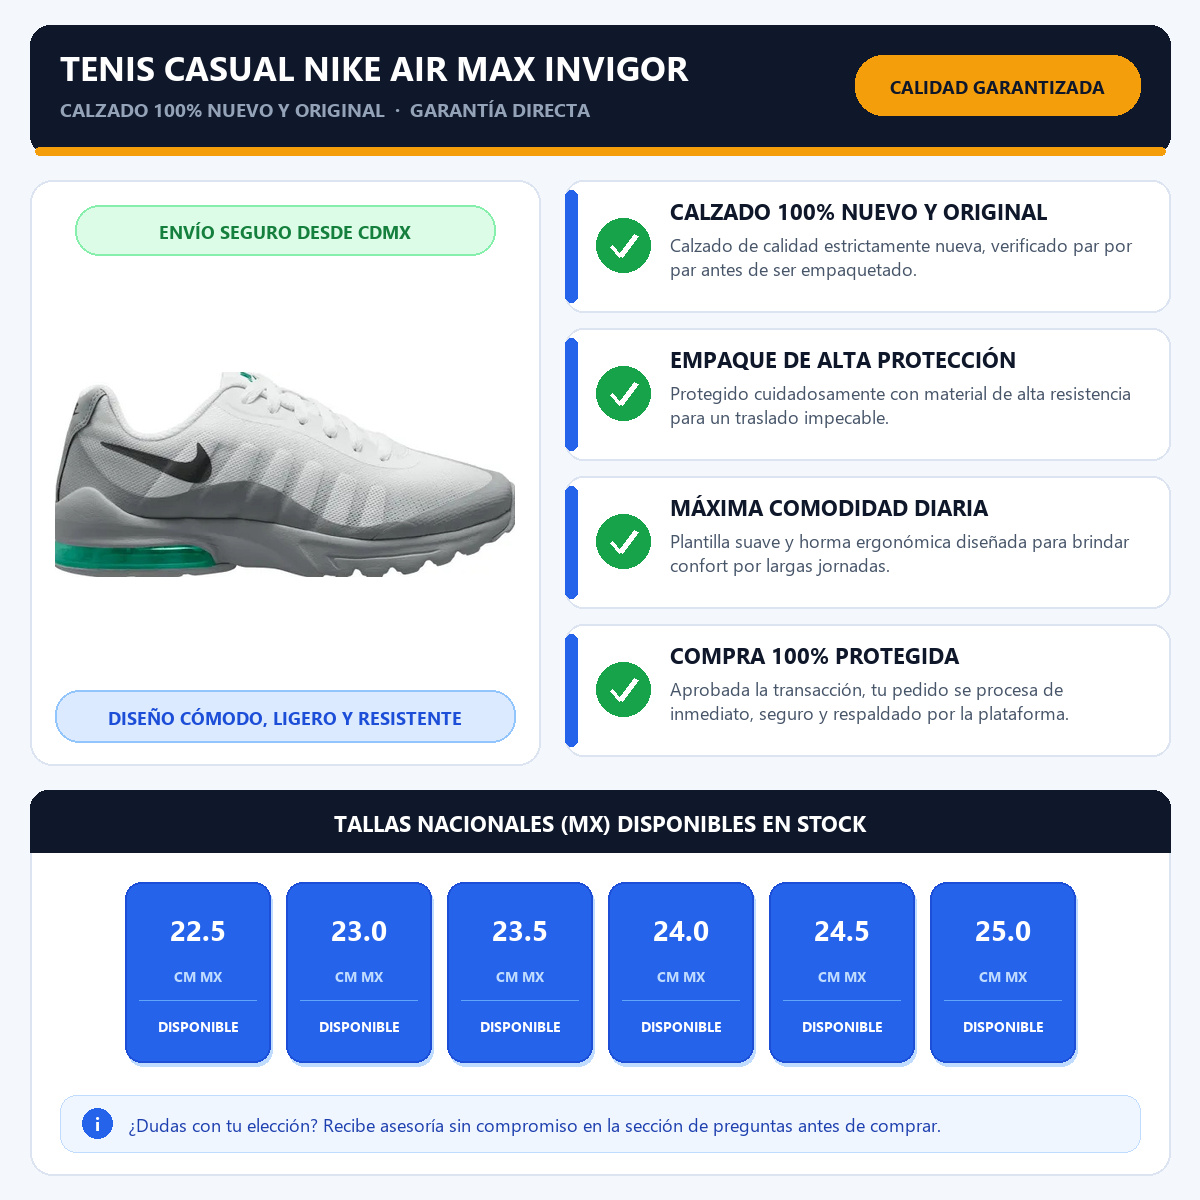 TENIS CASUAL NIKE AIR MAX INVIGOR
CALZADO 100% NUEVO Y ORIGINAL · GARANTÍA DIRECTA
CALIDAD GARANTIZADA
ENVÍO SEGURO DESDE CDMX
DISEÑO CÓMODO, LIGERO Y RESISTENTE
CALZADO 100% NUEVO Y ORIGINAL
Calzado de calidad estrictamente nueva, verificado par por
par antes de ser empaquetado.
EMPAQUE DE ALTA PROTECCIÓN
Protegido cuidadosamente con material de alta resistencia
para un traslado impecable.
MÁXIMA COMODIDAD DIARIA
Plantilla suave y horma ergonómica diseñada para brindar
confort por largas jornadas.
COMPRA 100% PROTEGIDA
Aprobada la transacción, tu pedido se procesa de
inmediato, seguro y respaldado por la plataforma.
TALLAS NACIONALES (MX) DISPONIBLES EN STOCK
22.5
CM MX
DISPONIBLE
23.0
CM MX
DISPONIBLE
23.5
CM MX
DISPONIBLE
24.0
CM MX
DISPONIBLE
24.5
CM MX
DISPONIBLE
25.0
CM MX
DISPONIBLE
¿Dudas con tu elección? Recibe asesoría sin compromiso en la sección de preguntas antes de comprar.